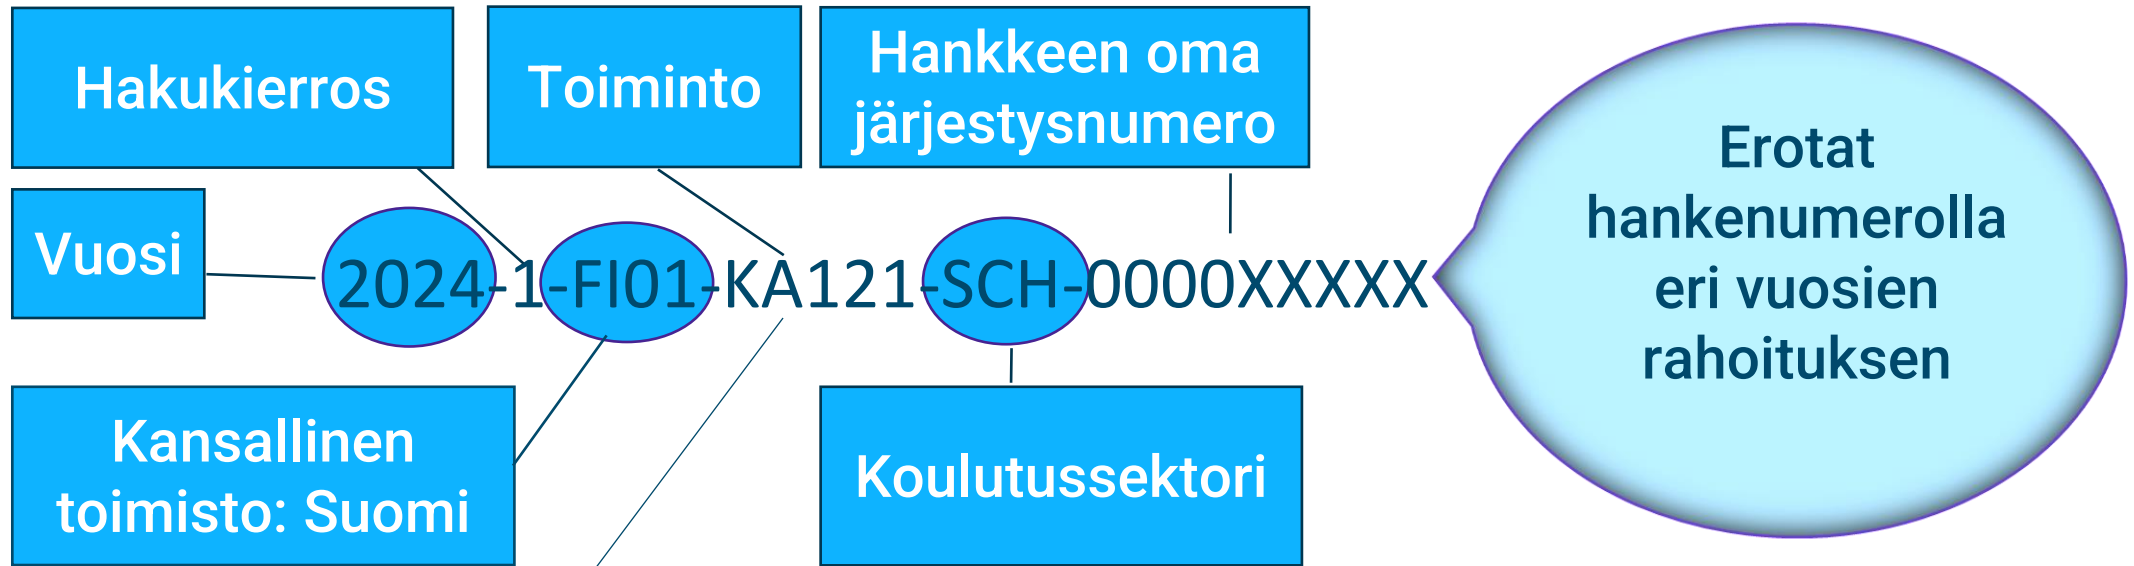 Hakukierros
Toiminto
Hankkeen oma
järjestysnumero
Vuosi
2024-1-FI01-KA121-SCH-0000XXXXX
Kansallinen
toimisto: Suomi
Koulutussektori
Erotat
hankenumerolla
eri vuosien
rahoituksen